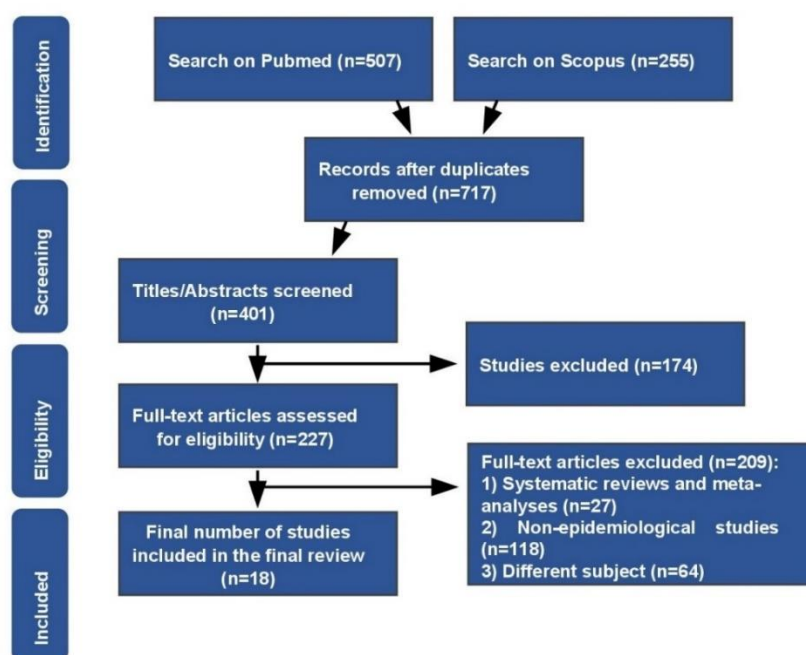 Identification
Search on Pubmed (n=507)
Search on Scopus (n=255)
Records after duplicates
removed (n=717)
Screening
Titles/Abstracts screened
(n=401)
Studies excluded (n=174)
Eligibility
Full-text articles assessed
for eligibility (n=227)
Full-text articles excluded (n=209):
1) Systematic reviews and meta-
analyses (n=27)
2) Non-epidemiological studies
(n=118)
3) Different subject (n=64)
Included
Final number of studies
included in the final review
(n=18)